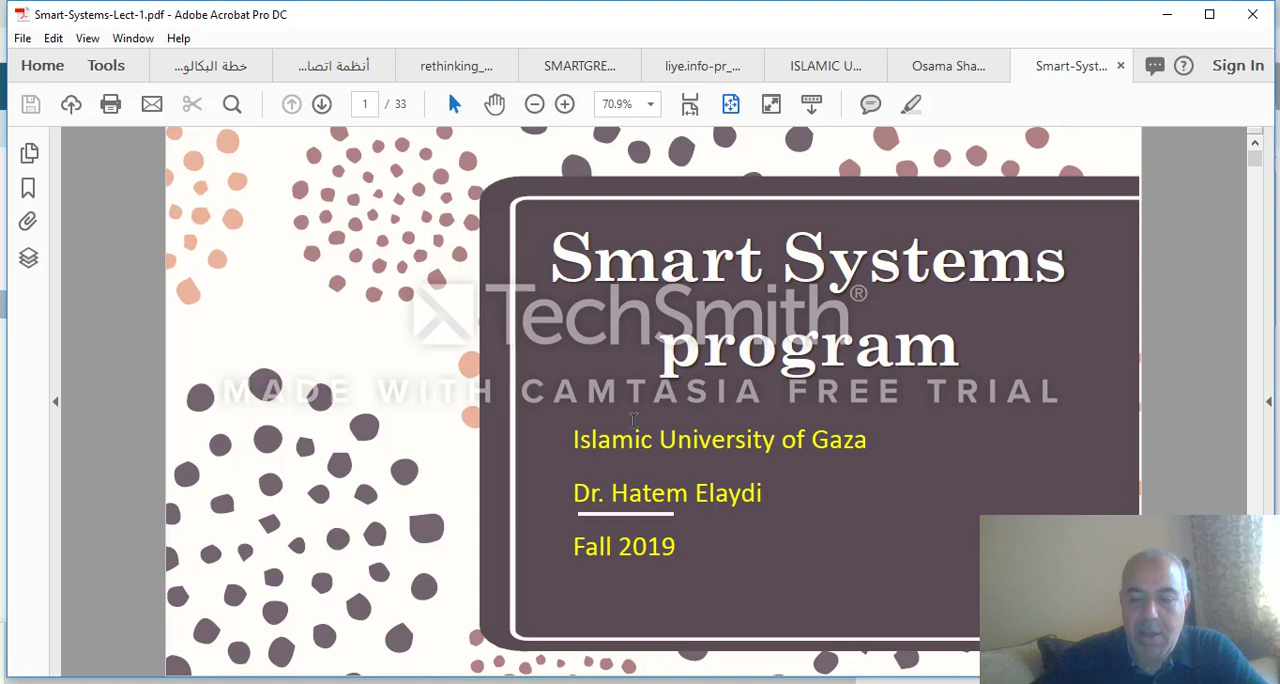 Smart-Systems-Lect-1.pdf - Adobe Acrobat Pro DC
File Edit View Window Help
Home Tools خطة البكالو... أنظمة اتصا... rethinking_... SMARTGRE... liye.info-pr_... ISLAMIC U... Osama Sha... Smart-Syst... Sign In
1 / 33 70.9%
Smart Systems
program
TechSmith®
MADE WITH CAMTASIA FREE TRIAL
Islamic University of Gaza
Dr. Hatem Elaydi
Fall 2019